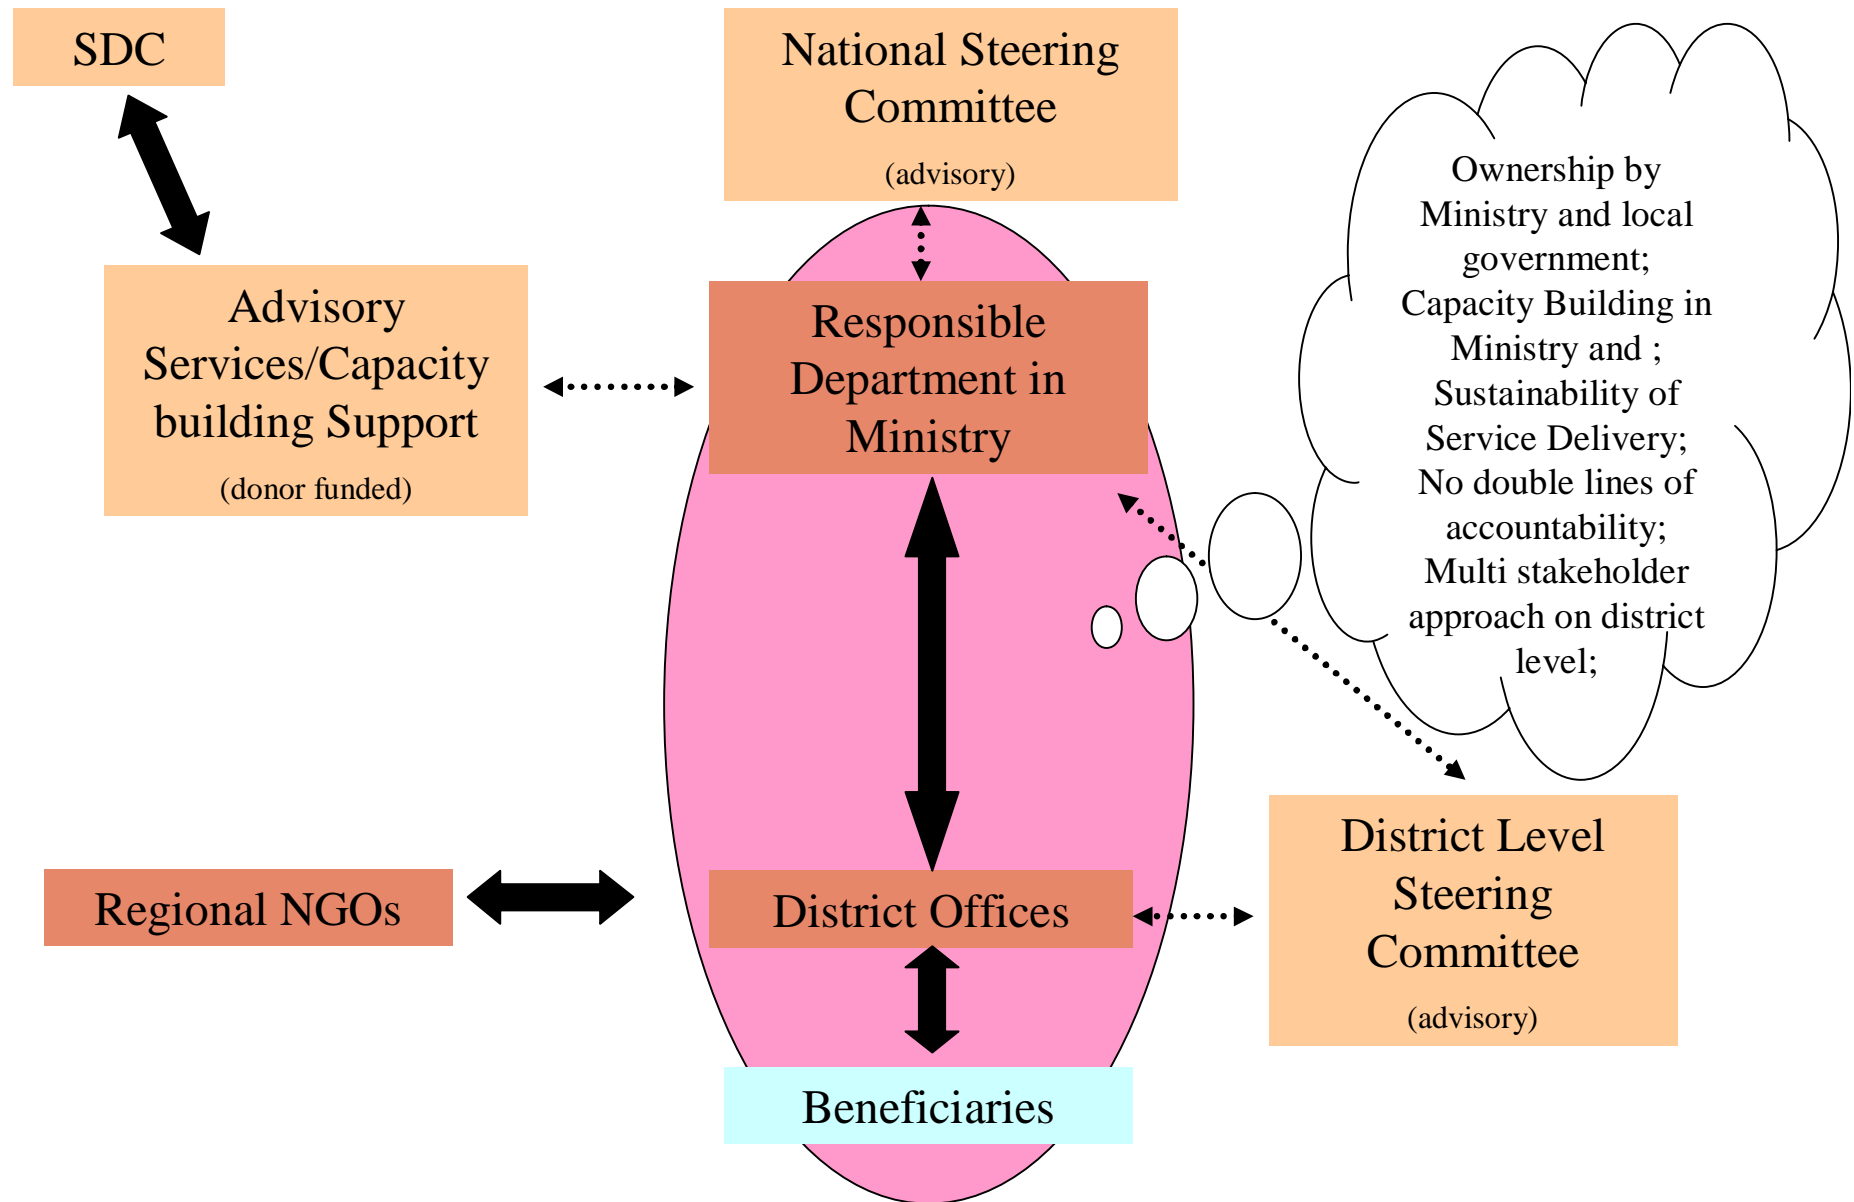 SDC
National Steering
Committee
(advisory)
Ownership by
Ministry and local
government;
Capacity Building in
Ministry and ;
Sustainability of
Service Delivery;
No double lines of
accountability;
Multi stakeholder
approach on district
level;
Advisory
Services/Capacity
building Support
(donor funded)
Responsible
Department in
Ministry
Regional NGOs
District Offices
District Level
Steering
Committee
(advisory)
Beneficiaries